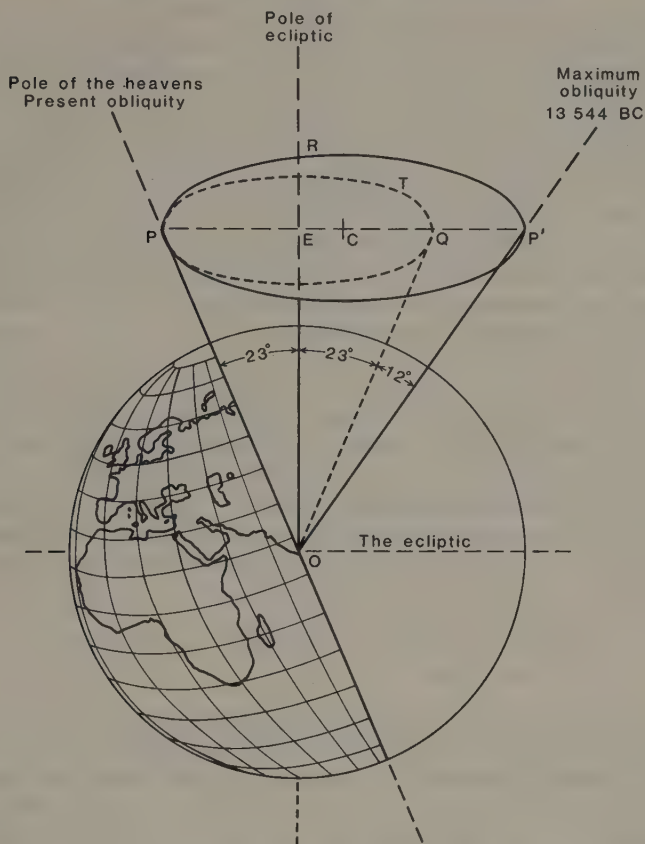 Pole of
ecliptic
Pole of the heavens
Present obliquity
Maximum
obliquity
13 544 BC
R
T
P
E
C
Q
P'
23°
23°
12°
The ecliptic
O